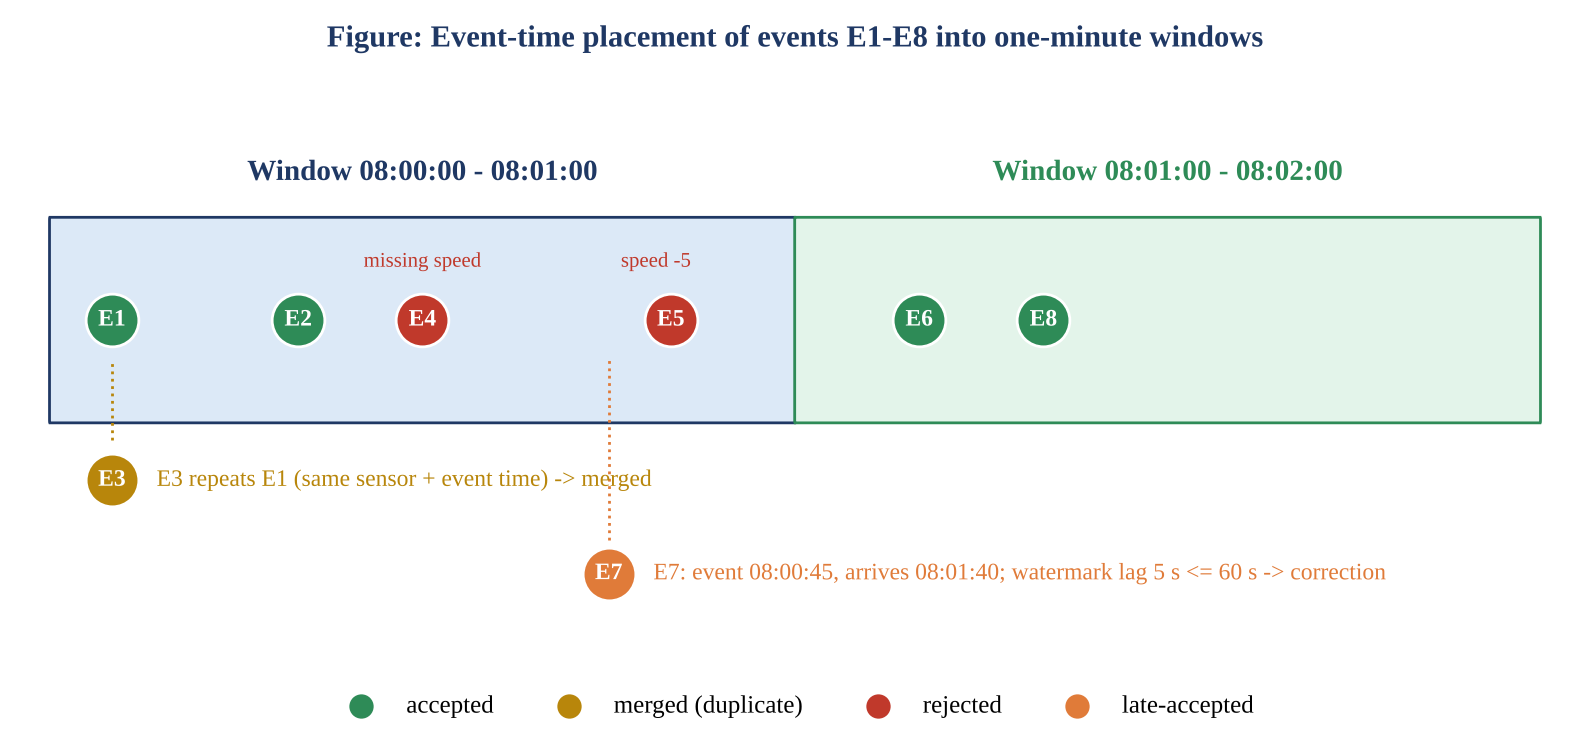 Figure: Event-time placement of events E1-E8 into one-minute windows
Window 08:00:00 - 08:01:00
Window 08:01:00 - 08:02:00
missing speed
speed -5
E1
E2
E4
E5
E6
E8
E3
E3 repeats E1 (same sensor + event time) -> merged
E7
E7: event 08:00:45, arrives 08:01:40; watermark lag 5 s <= 60 s -> correction
accepted
merged (duplicate)
rejected
late-accepted